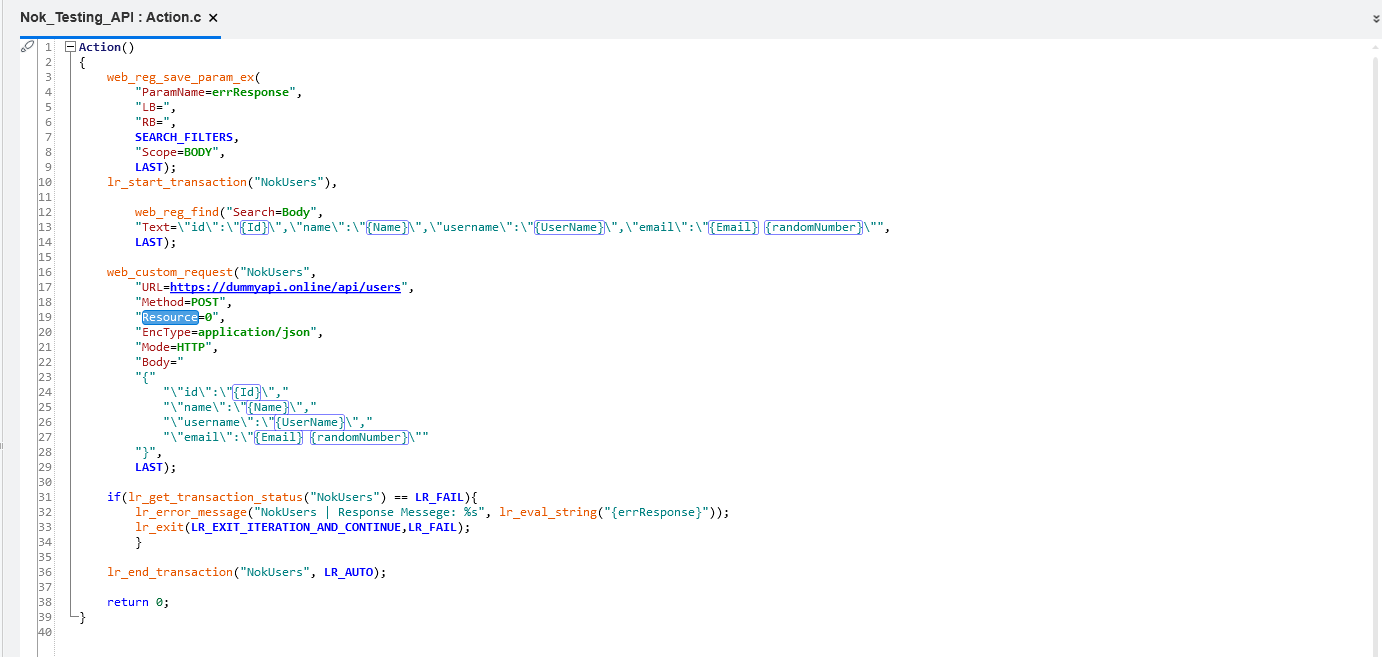 Nok_Testing_API : Action.c ×
1 Action()
2 {
3 web_reg_save_param_ex(
4 "ParamName=errResponse",
5 "LB=",
6 "RB=",
7 SEARCH_FILTERS,
8 "Scope=BODY",
9 LAST);
10 lr_start_transaction("NokUsers"),
11
12 web_reg_find("Search=Body",
13 "Text=\"id\":\"{Id}\",\"name\":\"{Name}\",\"username\":\"{UserName}\",\"email\":\"{Email} {randomNumber}\"",
14 LAST);
15
16 web_custom_request("NokUsers",
17 "URL=https://dummyapi.online/api/users",
18 "Method=POST",
19 "Resource=0",
20 "EncType=application/json",
21 "Mode=HTTP",
22 "Body="
23 "{"
24 "\"id\":\"{Id}\","
25 "\"name\":\"{Name}\","
26 "\"username\":\"{UserName}\","
27 "\"email\":\"{Email} {randomNumber}\""
28 "}",
29 LAST);
30
31 if(lr_get_transaction_status("NokUsers") == LR_FAIL){
32 lr_error_message("NokUsers | Response Messege: %s", lr_eval_string("{errResponse}"));
33 lr_exit(LR_EXIT_ITERATION_AND_CONTINUE,LR_FAIL);
34 }
35
36 lr_end_transaction("NokUsers", LR_AUTO);
37
38 return 0;
39 }
40